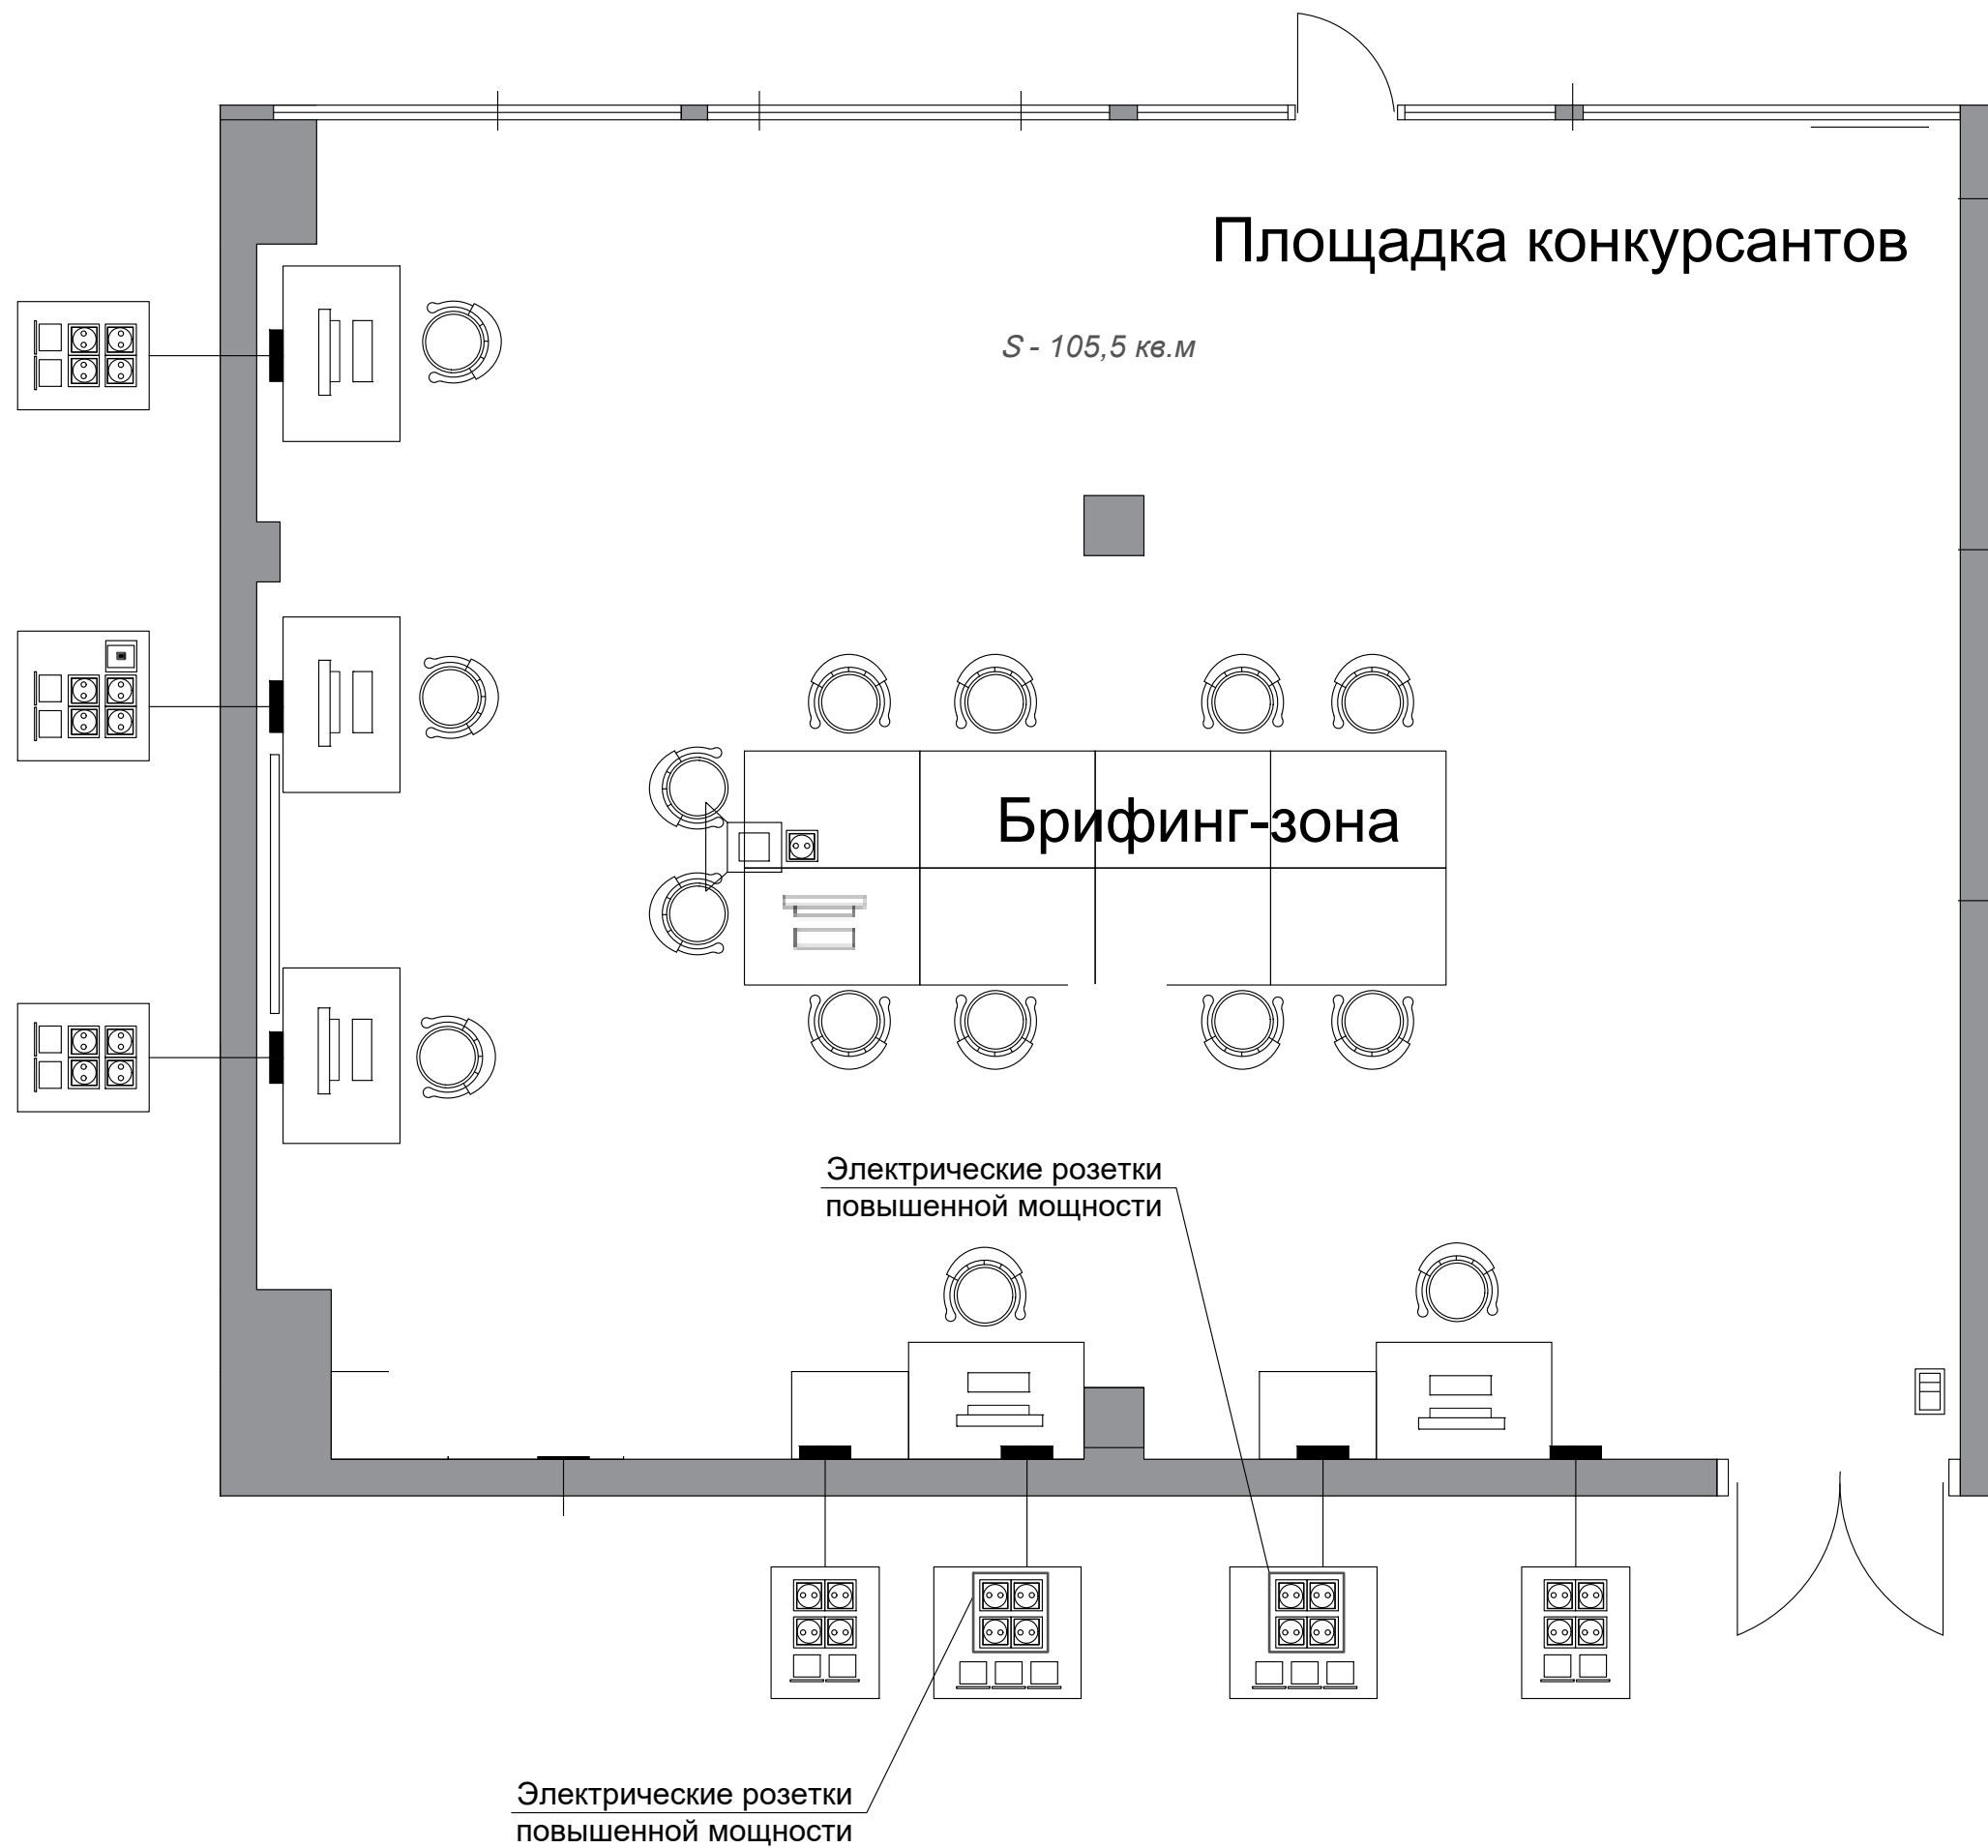 Площадка конкурсантов
S - 105,5 кв.м
Брифинг-зона
Электрические розетки
повышенной мощности
Электрические розетки
повышенной мощности